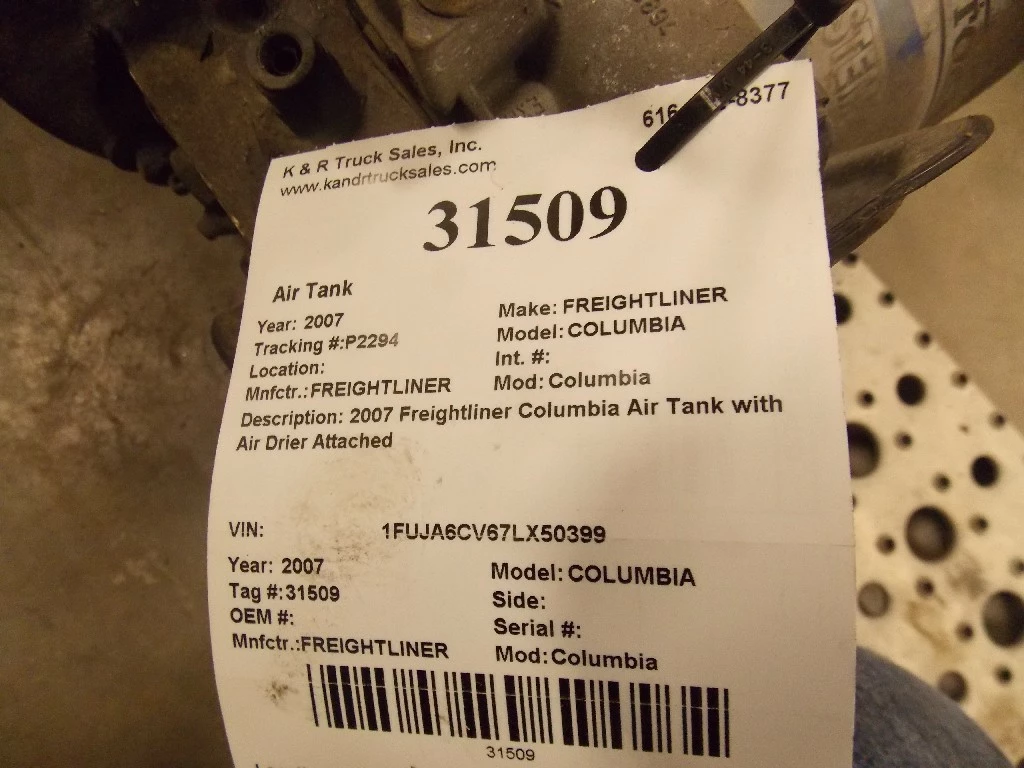 K & R Truck Sales, Inc.
616 8377
www.kandrtrucksales.com
31509
Air Tank
Year: 2007
Make: FREIGHTLINER
Tracking #:P2294
Model: COLUMBIA
Location:
Int. #:
Mnfctr.: FREIGHTLINER
Mod: Columbia
Description: 2007 Freightliner Columbia Air Tank with
Air Drier Attached
VIN: 1FUJA6CV67LX50399
Year: 2007
Model: COLUMBIA
Tag #:31509
Side:
OEM #:
Serial #:
Mnfctr.:FREIGHTLINER
Mod: Columbia
31509